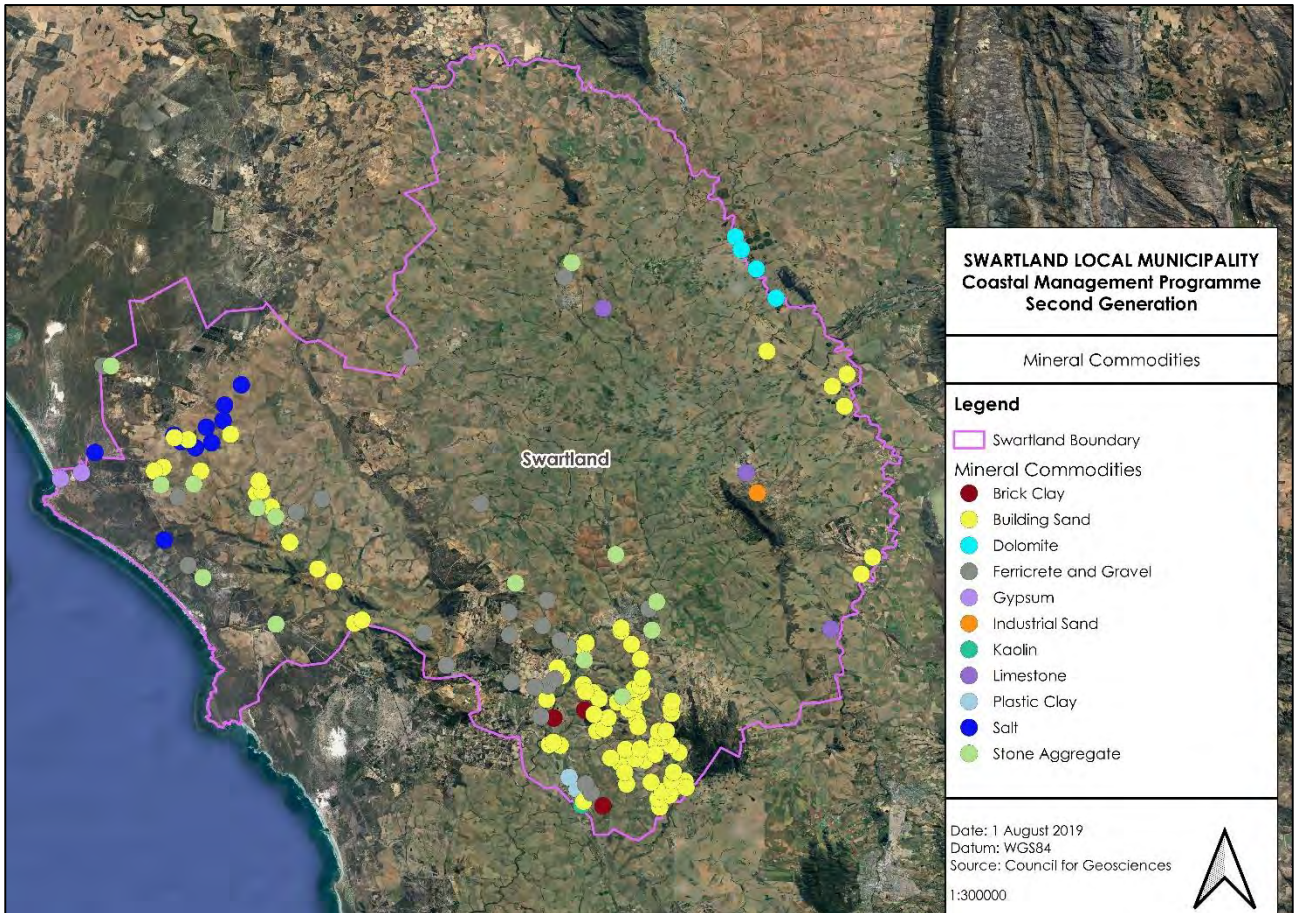 Swartland
SWARTLAND LOCAL MUNICIPALITY
Coastal Management Programme
Second Generation
Mineral Commodities
Legend
Swartland Boundary
Mineral Commodities
Brick Clay
Building Sand
Dolomite
Ferricrete and Gravel
Gypsum
Industrial Sand
Kaolin
Limestone
Plastic Clay
Salt
Stone Aggregate
Date: 1 August 2019
Datum: WGS84
Source: Council for Geosciences
1:300000